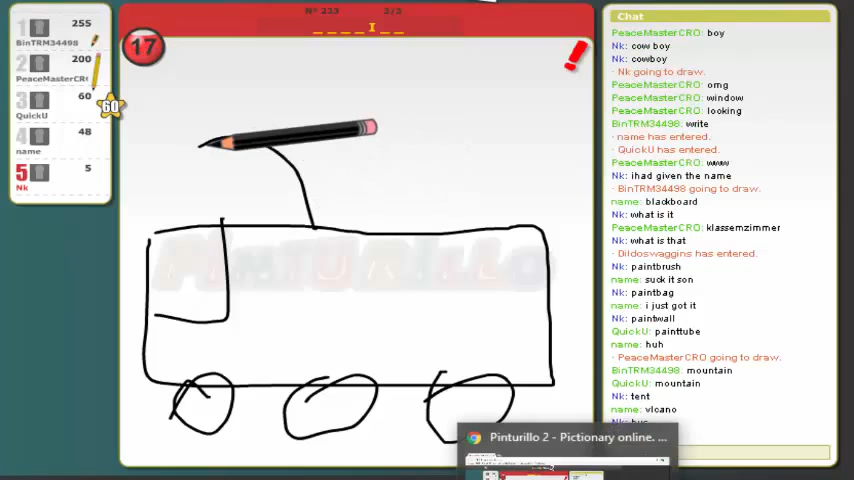 1 255
BinTRM34498
2 200
PeaceMasterCR
3 60
QuickU
60
4 48
name
5 5
Nk
Nº 233 2/2
_ _ _ _ I _ _
17
PINTURILLO
Chat
PeaceMasterCRO: boy
Nk: cow boy
Nk: cowboy
· Nk going to draw.
PeaceMasterCRO: omg
PeaceMasterCRO: window
PeaceMasterCRO: looking
BinTRM34498: write
· name has entered.
· QuickU has entered.
PeaceMasterCRO: www
Nk: ihad given the name
· BinTRM34498 going to draw.
name: blackboard
Nk: what is it
PeaceMasterCRO: klassemzimmer
Nk: what is that
· Dildoswaggins has entered.
Nk: paintbrush
name: suck it son
Nk: paintbag
name: i just got it
Nk: paintwall
QuickU: painttube
name: huh
· PeaceMasterCRO going to draw.
BinTRM34498: mountain
QuickU: mountain
Nk: tent
name: vlcano
Nk: bus
Pinturillo 2 - Pictionary online. ...